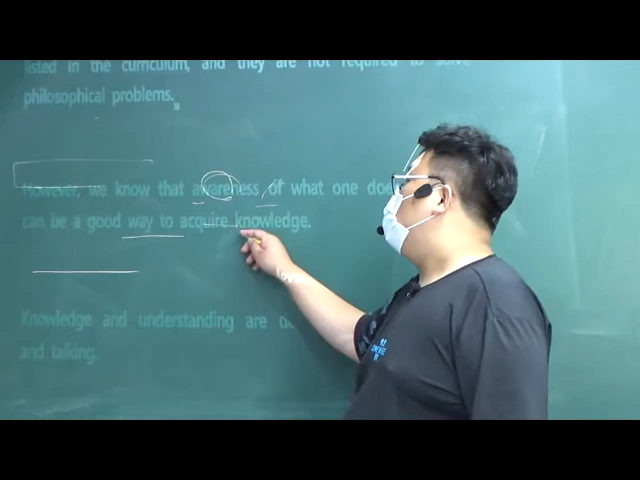 listed in the curriculum, and they are not required to solve
philosophical problems.
However, we know that awareness of what one
can be a good way to acquire knowledge.
Knowledge and understanding are
and talking.